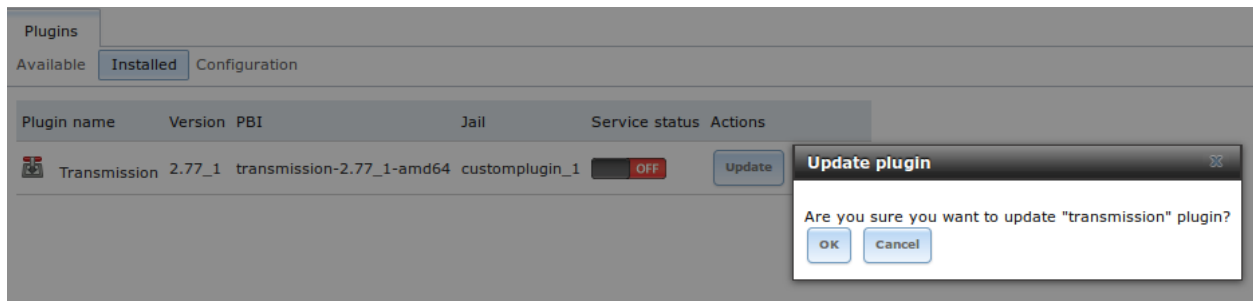 Plugins
Available Installed Configuration
Plugin name Version PBI Jail Service status Actions
Transmission 2.77_1 transmission-2.77_1-amd64 customplugin_1 OFF Update
Update plugin
Are you sure you want to update "transmission" plugin?
OK Cancel